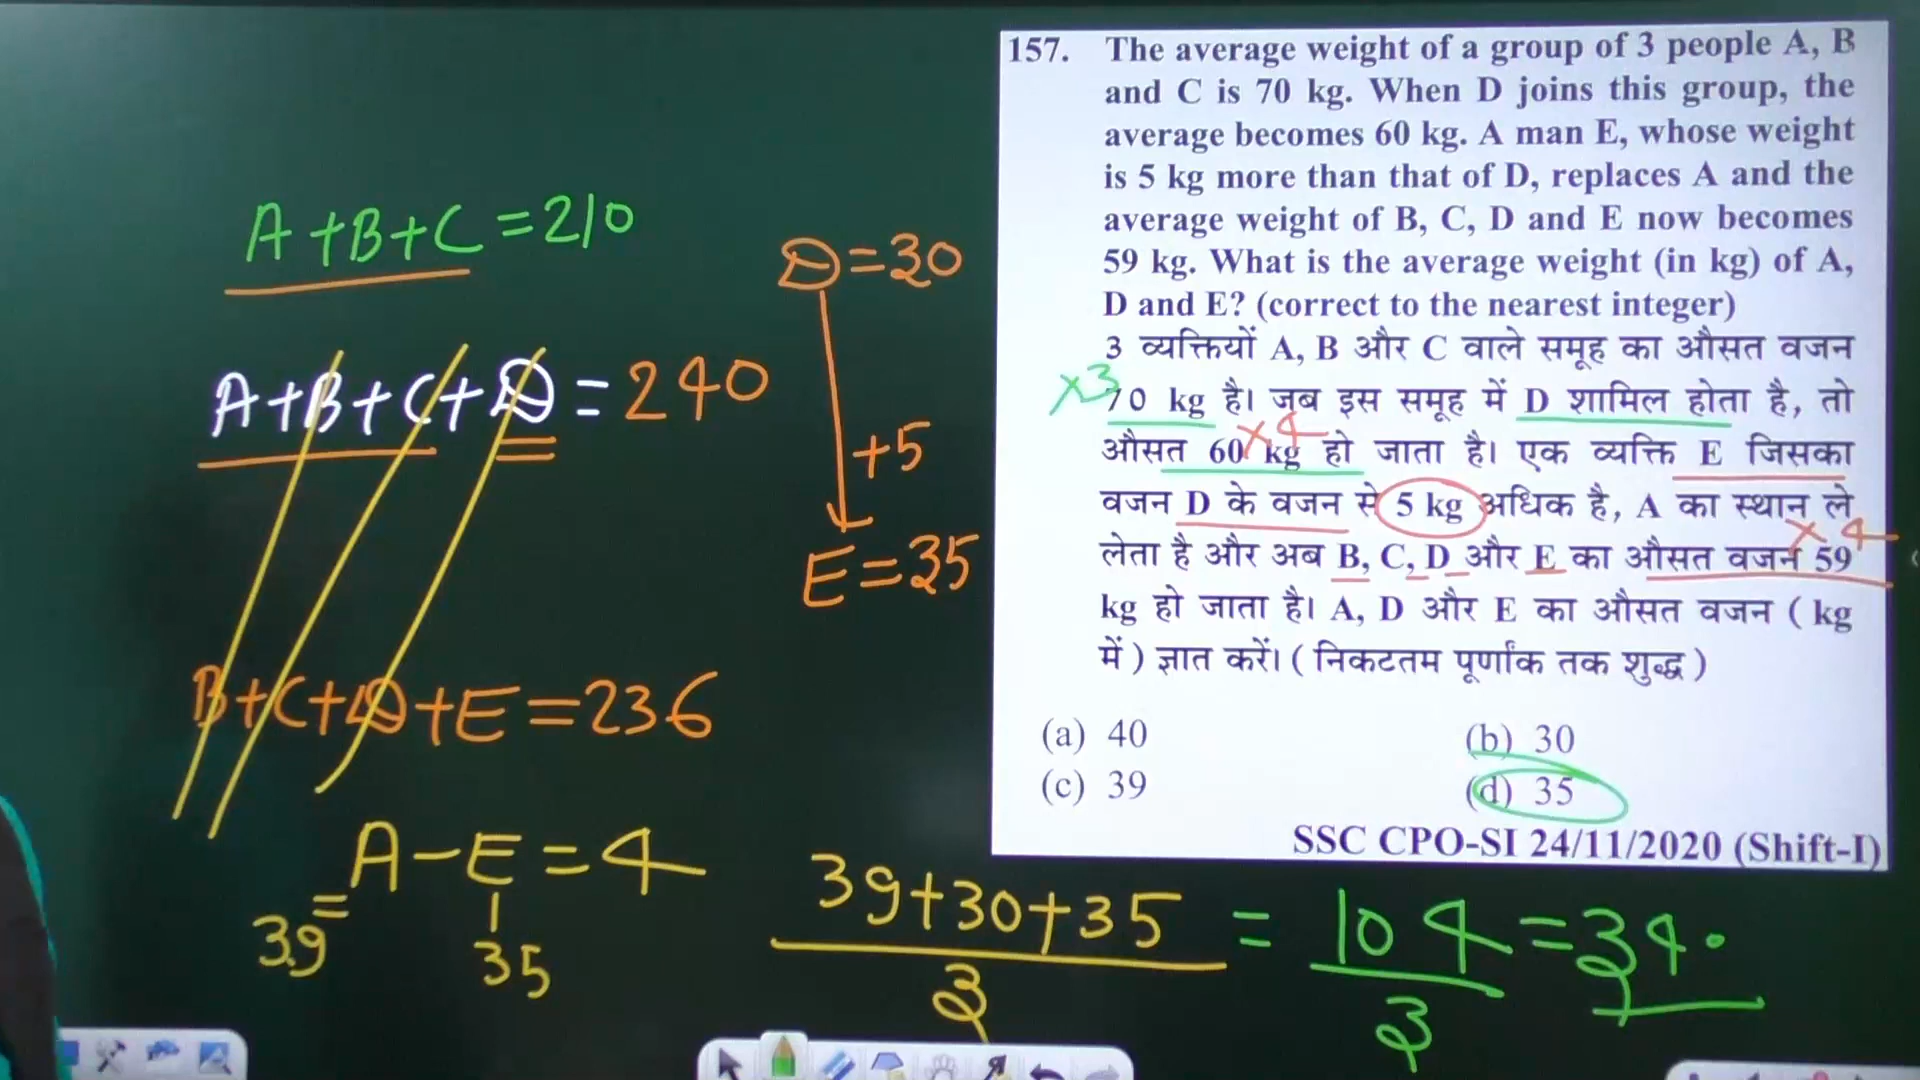 157. The average weight of a group of 3 people A, B
and C is 70 kg. When D joins this group, the
average becomes 60 kg. A man E, whose weight
is 5 kg more than that of D, replaces A and the
average weight of B, C, D and E now becomes
59 kg. What is the average weight (in kg) of A,
D and E? (correct to the nearest integer)
3 व्यक्तियों A, B और C वाले समूह का औसत वजन
×3
70 kg है। जब इस समूह में D शामिल होता है, तो
×4
औसत 60 kg हो जाता है। एक व्यक्ति E जिसका
वजन D के वजन से 5 kg अधिक है, A का स्थान ले
×4
लेता है और अब B, C, D और E का औसत वजन 59
kg हो जाता है। A, D और E का औसत वजन ( kg
में ) ज्ञात करें। ( निकटतम पूर्णांक तक शुद्ध )
(a) 40 (b) 30
(c) 39 (d) 35
SSC CPO-SI 24/11/2020 (Shift-I)
A+B+C=210
A+B+C+D=240
D=30
+5
E=35
B+C+D+E=236
A-E=4
=
39 35
39+30+35 = 104 =34.
3 3